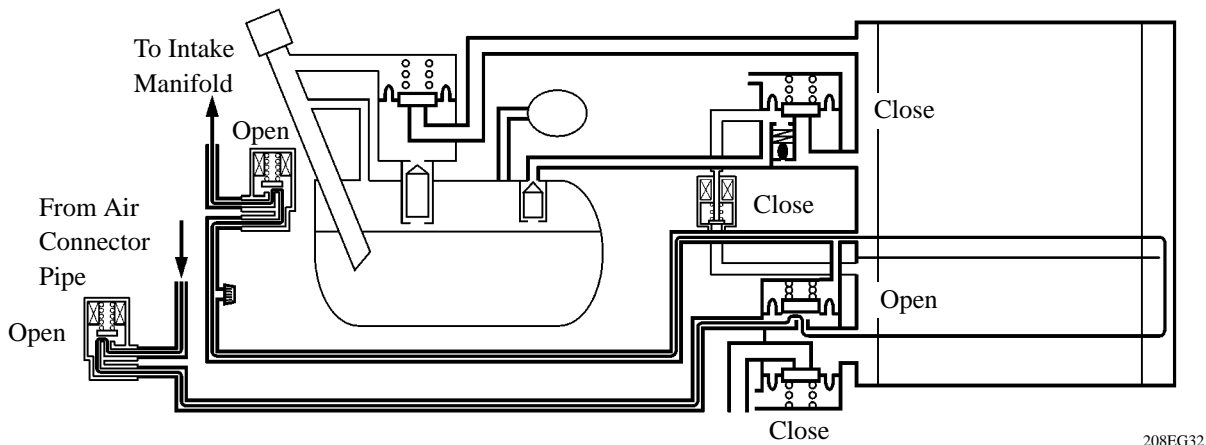 To Intake
Manifold
Open
Close
From Air
Connector
Pipe
Close
Open
Open
Close
208EG32